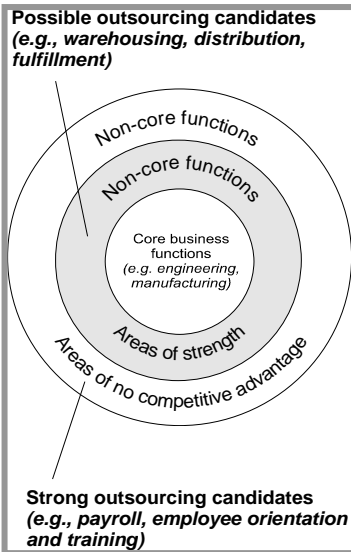 Possible outsourcing candidates
(e.g., warehousing, distribution,
fulfillment)
Non-core functions
Non-core functions
Core business
functions
(e.g. engineering,
manufacturing)
Areas of strength
Areas of no competitive advantage
Strong outsourcing candidates
(e.g., payroll, employee orientation
and training)